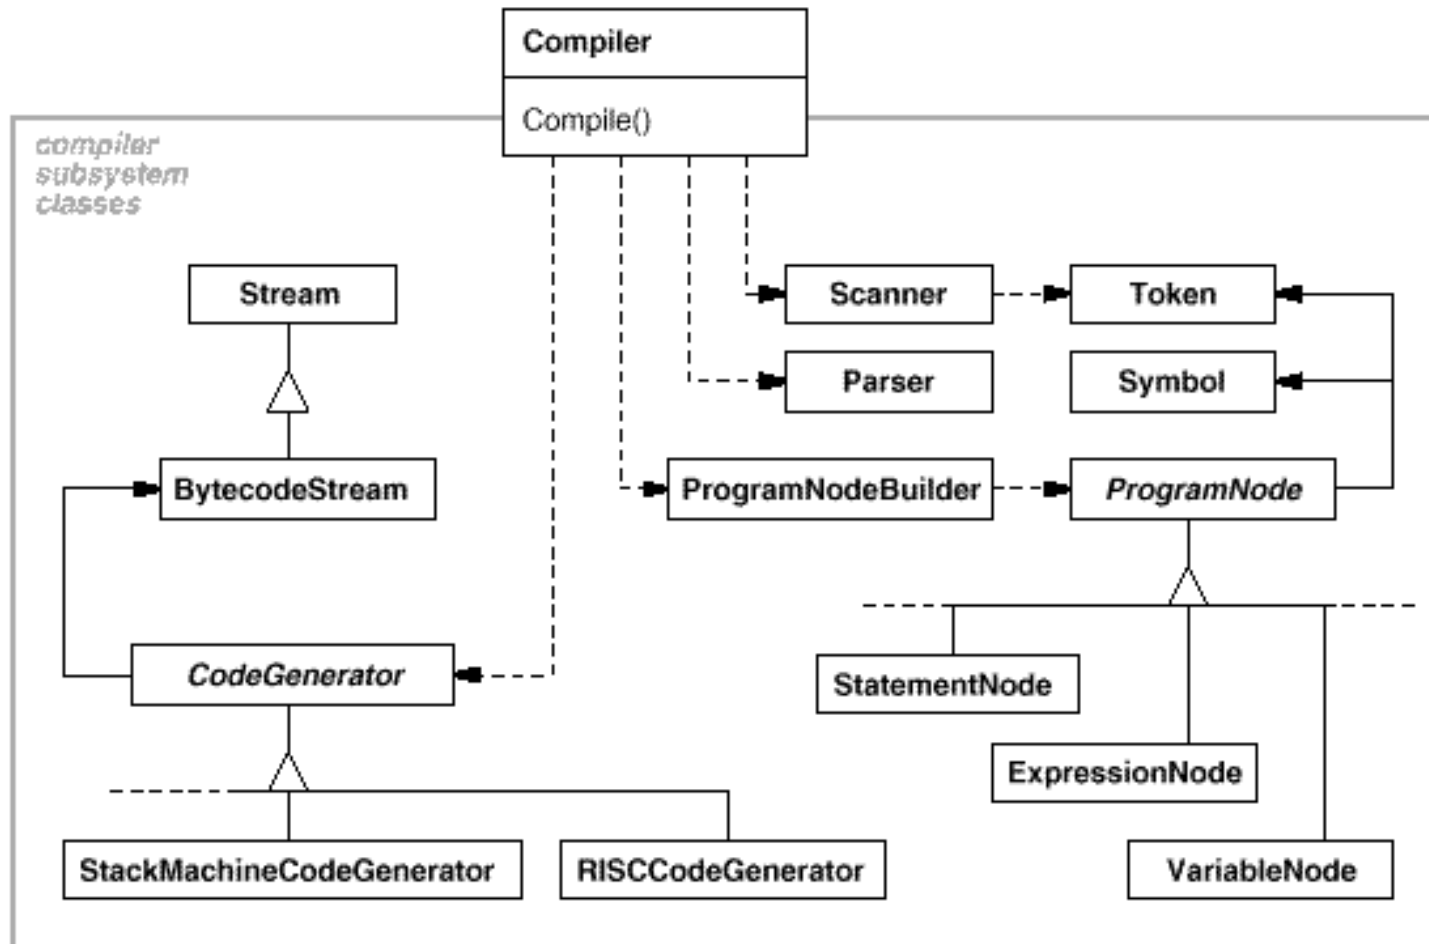 Compiler
Compile()
compiler
subsystem
classes
Stream
Scanner
Token
Parser
Symbol
BytecodeStream
ProgramNodeBuilder
ProgramNode
CodeGenerator
StatementNode
ExpressionNode
StackMachineCodeGenerator
RISCCodeGenerator
VariableNode